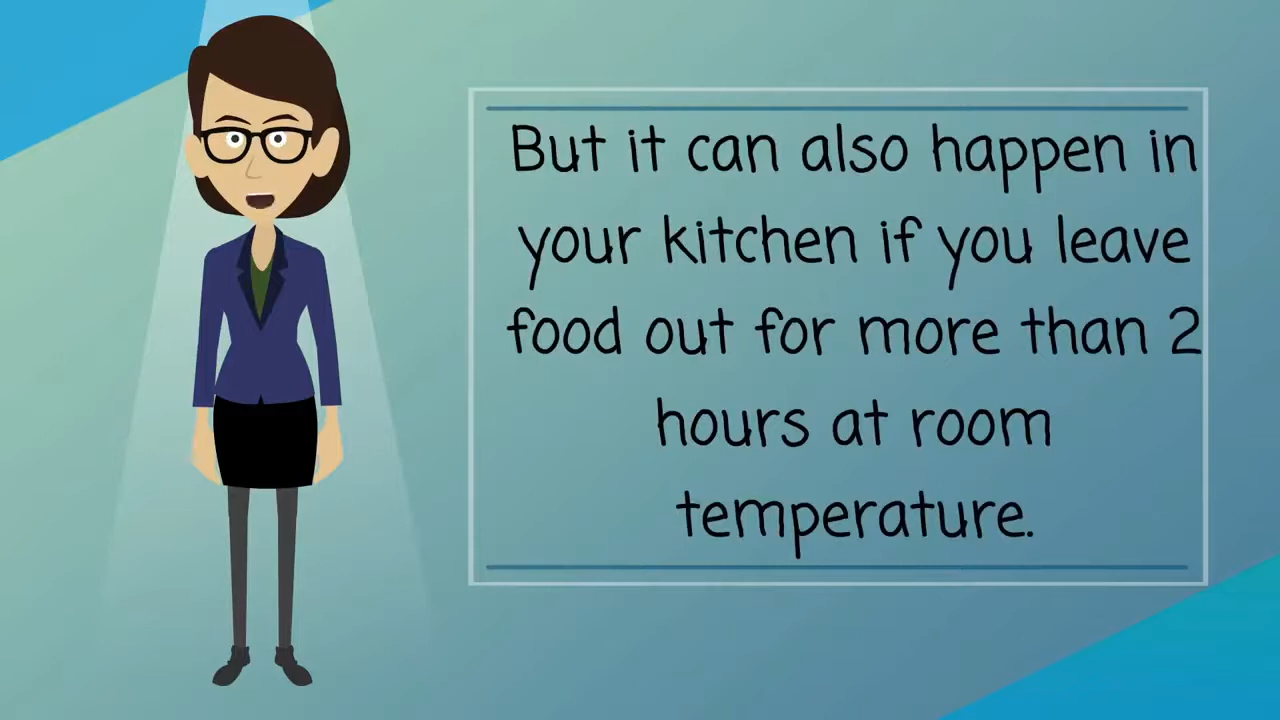 But it can also happen in
your kitchen if you leave
food out for more than 2
hours at room
temperature.